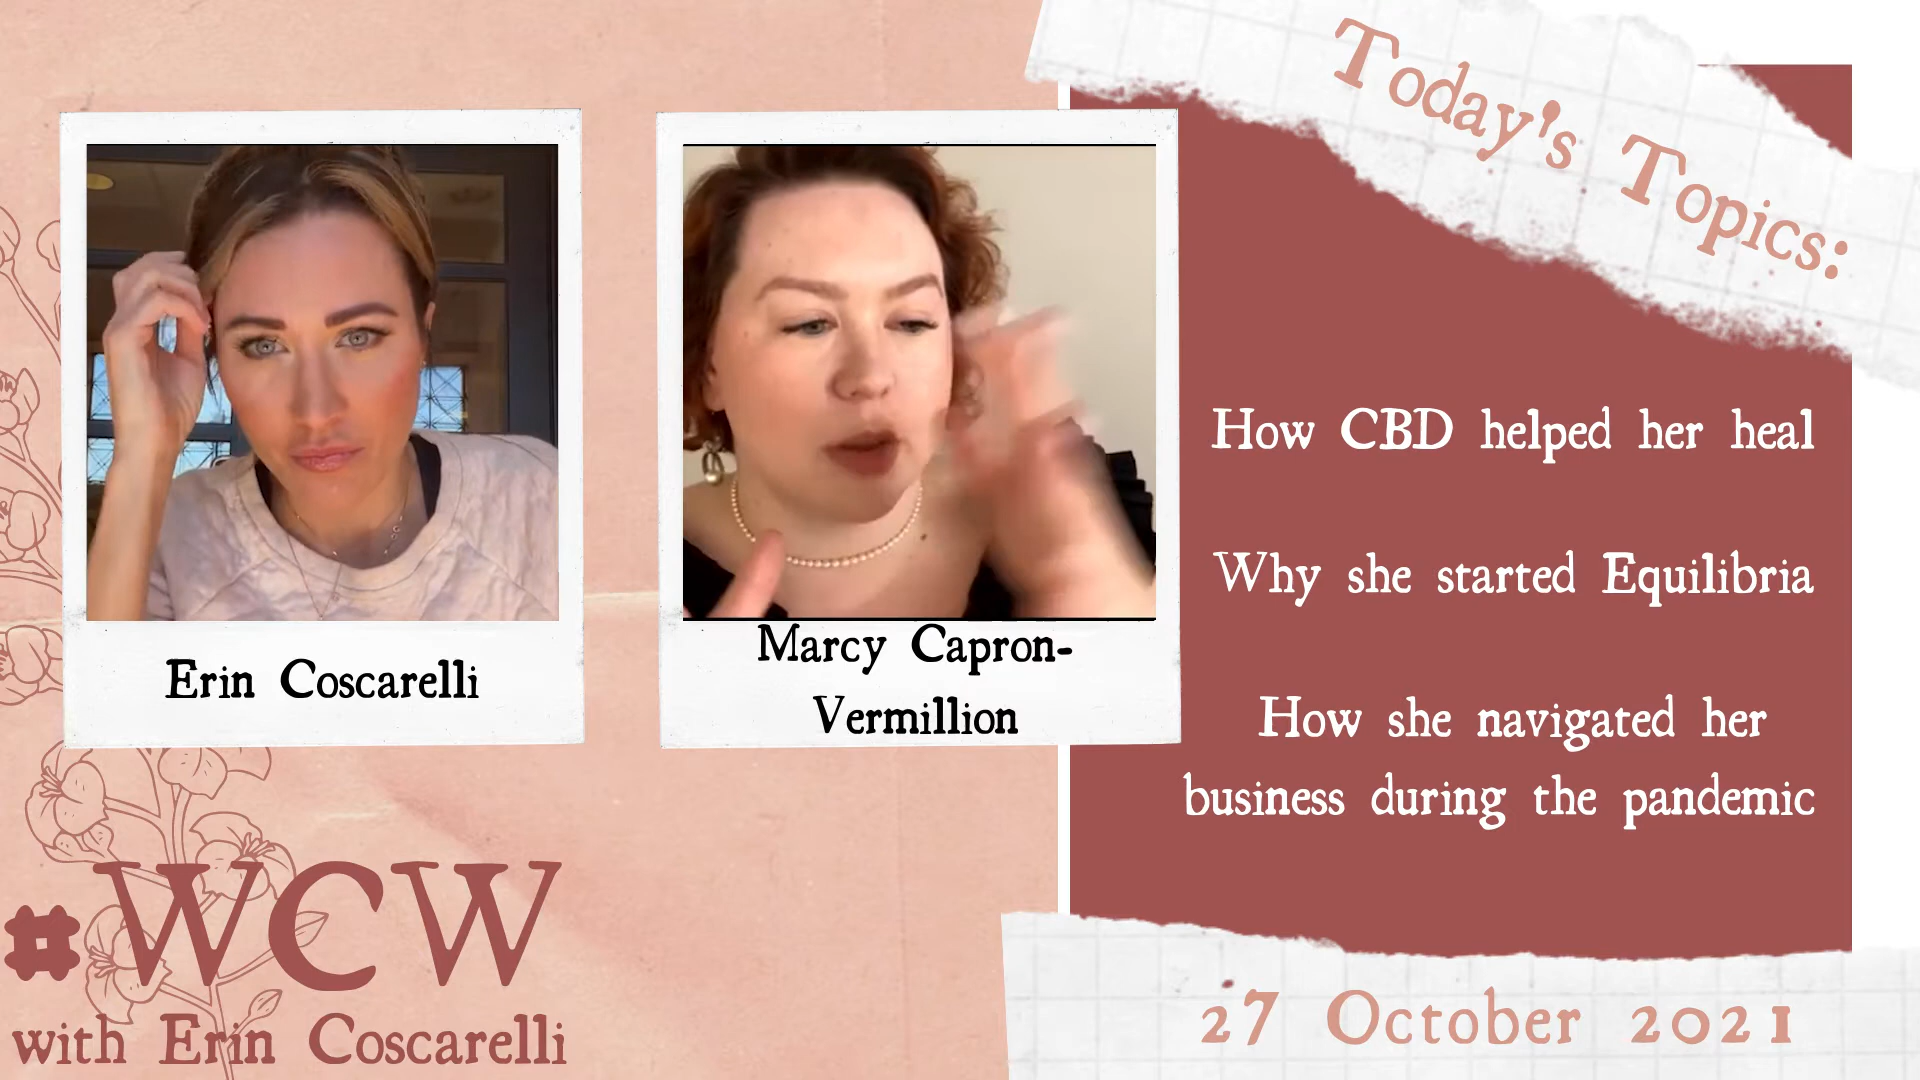 Today's Topics:
Erin Coscarelli
Marcy Capron-
Vermillion
How CBD helped her heal
Why she started Equilibria
How she navigated her
business during the pandemic
#WCW
with Erin Coscarelli
27 October 2021